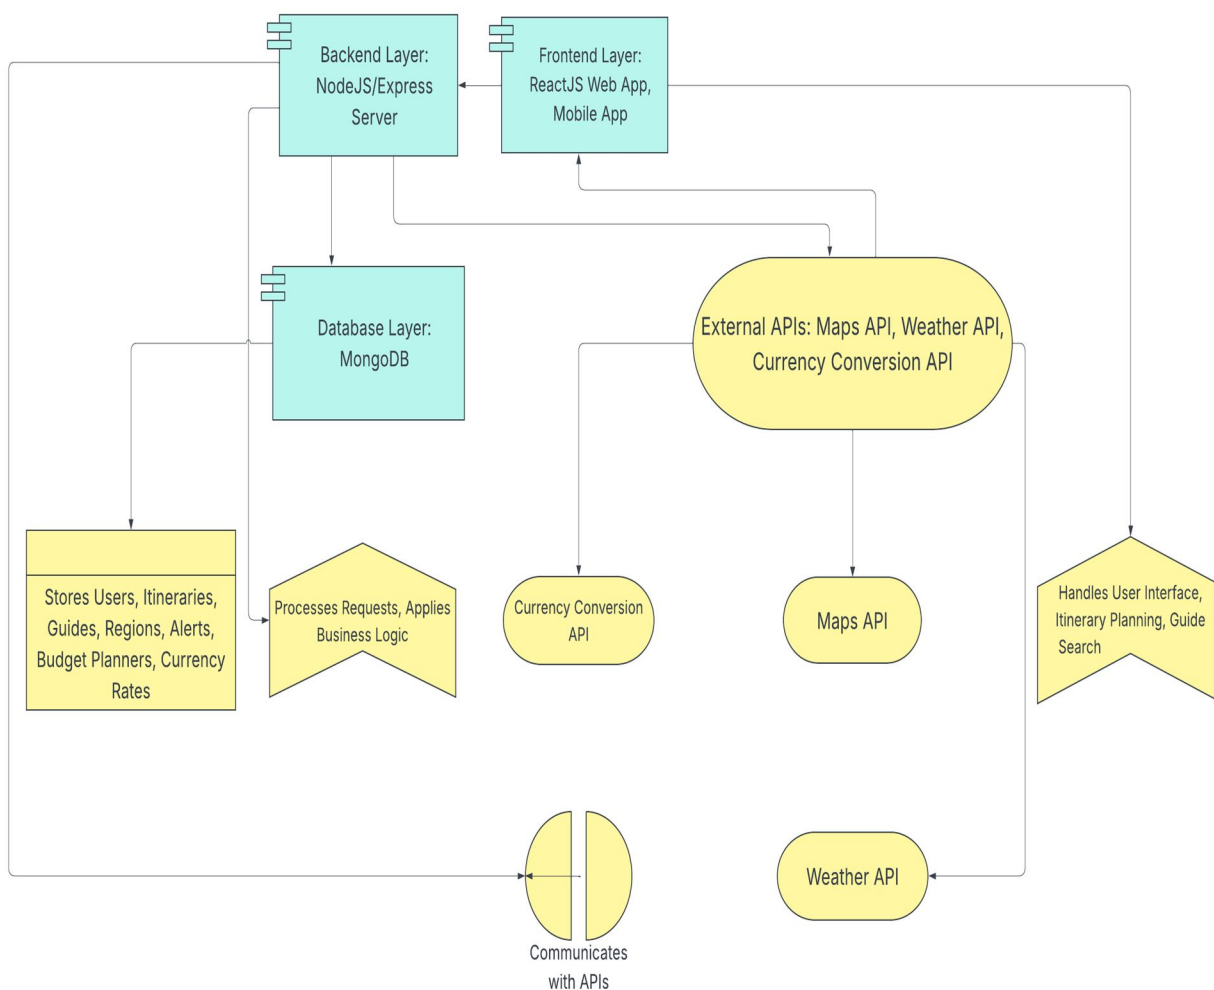 Backend Layer:
NodeJS/Express
Server
Frontend Layer:
ReactJS Web App,
Mobile App
Database Layer:
MongoDB
External APIs: Maps API, Weather API,
Currency Conversion API
Stores Users, Itineraries,
Guides, Regions, Alerts,
Budget Planners, Currency
Rates
Processes Requests, Applies
Business Logic
Currency Conversion
API
Maps API
Handles User Interface,
Itinerary Planning, Guide
Search
Communicates
with APIs
Weather API